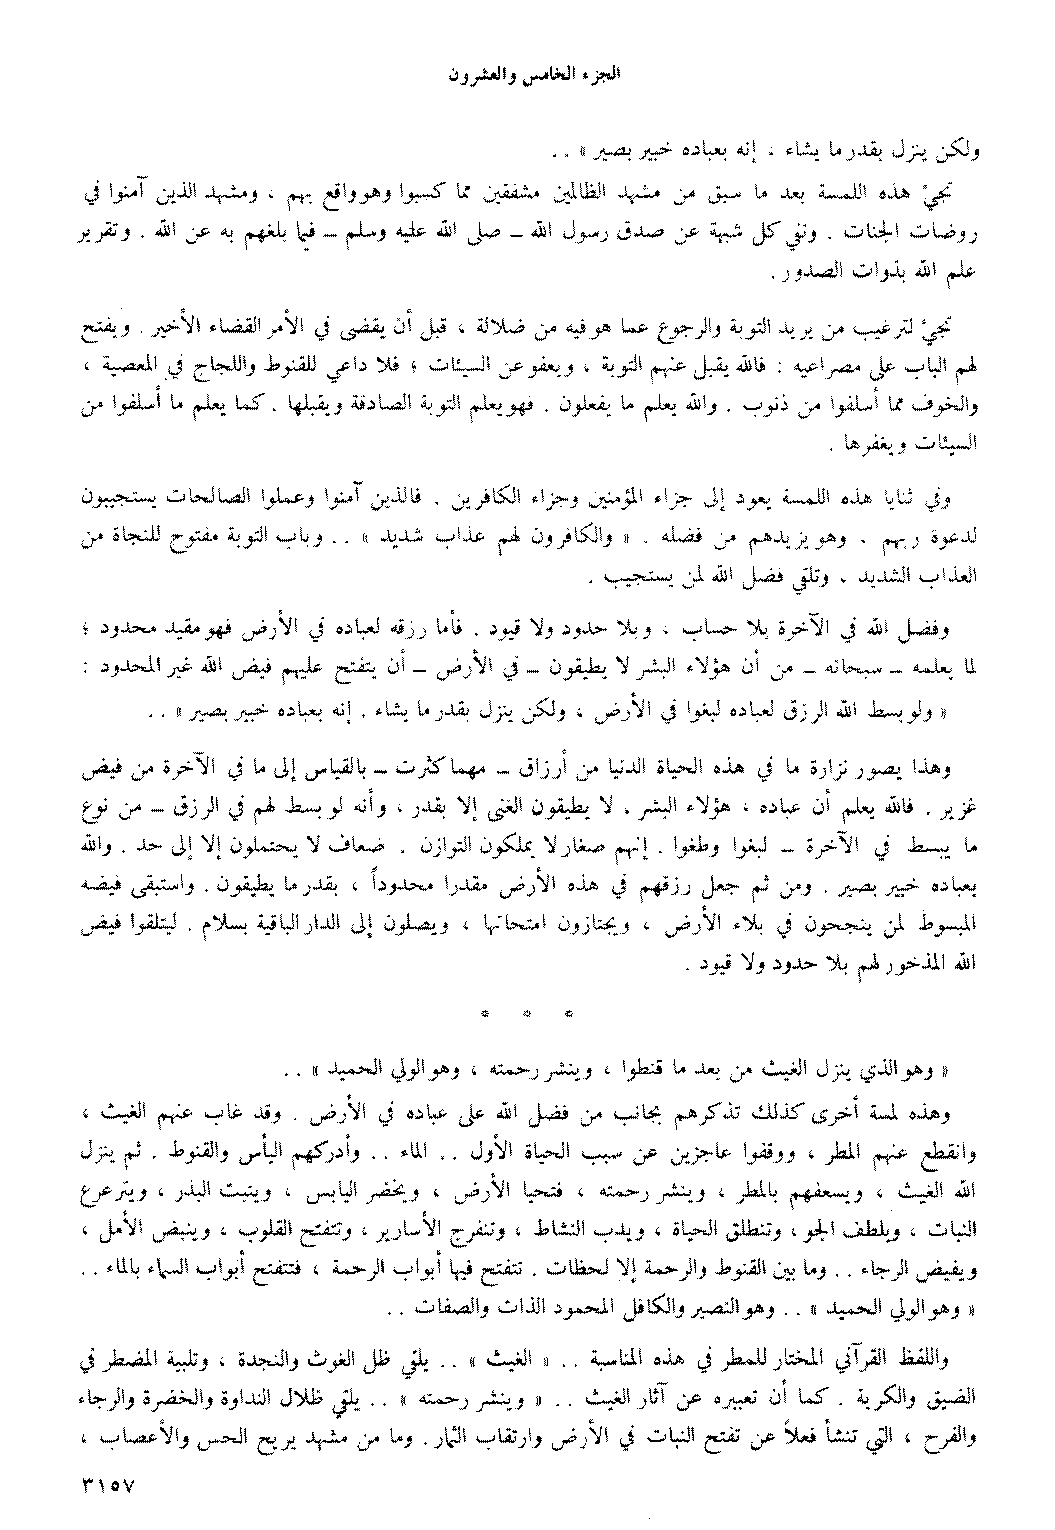 الجزء الخامس والعشرون
ولكن ينزل بقدر ما يشاء ، إنه بعباده خبير بصير » . .
تجيء هذه اللمسة بعد ما سبق من مشهد الظالمين مشفقين مما كسبوا وهو واقع بهم ، ومشهد الذين آمنوا في
روضات الجنات . ونفي كل شبهة عن صدق رسول الله – صلى الله عليه وسلم – فيما بلغهم به عن الله . وتقرير
علم الله بذوات الصدور .
تجيء لترغيب من يريد التوبة والرجوع عما هو فيه من ضلالة ، قبل أن يقضى في الأمر القضاء الأخير . ويفتح
لهم الباب على مصراعيه : فالله يقبل عنهم التوبة ، ويعفو عن السيئات ؛ فلا داعي للقنوط واللجاج في المعصية ،
والخوف مما أسلفوا من ذنوب . والله يعلم ما يفعلون . فهو يعلم التوبة الصادقة ويقبلها . كما يعلم ما أسلفوا من
السيئات ويغفرها .
وفي ثنايا هذه اللمسة يعود إلى جزاء المؤمنين وجزاء الكافرين . فالذين آمنوا وعملوا الصالحات يستجيبون
لدعوة ربهم ، وهو يزيدهم من فضله . « والكافرون لهم عذاب شديد » . . وباب التوبة مفتوح للنجاة من
العذاب الشديد ، وتلقي فضل الله لمن يستجيب .
وفضل الله في الآخرة بلا حساب ، وبلا حدود ولا قيود . فأما رزقه لعباده في الأرض فهو مقيد محدود ؛
لما يعلمه – سبحانه – من أن هؤلاء البشر لا يطيقون – في الأرض – أن يتفتح عليهم فيض الله غير المحدود :
« ولو بسط الله الرزق لعباده لبغوا في الأرض ، ولكن ينزل بقدر ما يشاء . إنه بعباده خبير بصير » . .
وهذا يصور نزارة ما في هذه الحياة الدنيا من أرزاق – مهما كثرت – بالقياس إلى ما في الآخرة من فيض
غزير . فالله يعلم أن عباده ، هؤلاء البشر ، لا يطيقون الغنى إلا بقدر ، وأنه لو بسط لهم في الرزق – من نوع
ما يبسط في الآخرة – لبغوا وطغوا . إنهم صغار لا يملكون التوازن . ضعاف لا يحتملون إلا إلى حد . والله
بعباده خبير بصير . ومن ثم جعل رزقهم في هذه الأرض مقدرا محدوداً ، بقدر ما يطيقون . واستبقى فيضه
المبسوط لمن ينجحون في بلاء الأرض ، ويجتازون امتحانها ، ويصلون إلى الدار الباقية بسلام . ليتلقوا فيض
الله المذخور لهم بلا حدود ولا قيود .
* * *
« وهو الذي ينزل الغيث من بعد ما قنطوا ، وينشر رحمته ، وهو الولي الحميد » . .
وهذه لمسة أخرى كذلك تذكرهم بجانب من فضل الله على عباده في الأرض . وقد غاب عنهم الغيث ،
وانقطع عنهم المطر ، ووقفوا عاجزين عن سبب الحياة الأول . . الماء . . وأدركهم اليأس والقنوط . ثم ينزل
الله الغيث ، ويسعفهم بالمطر ، وينشر رحمته ، فتحيا الأرض ، ويخضر اليابس ، وينبت البذر ، ويترعرع
النبات ، ويلطف الجو ، وتنطلق الحياة ، ويدب النشاط ، وتنفرج الأسارير ، وتتفتح القلوب ، وينبض الأمل ،
ويفيض الرجاء . . وما بين القنوط والرحمة إلا لحظات . تتفتح فيها أبواب الرحمة ، فتتفتح أبواب السماء بالماء . .
« وهو الولي الحميد » . . وهو النصير والكافل المحمود الذات والصفات . .
واللفظ القرآني المختار للمطر في هذه المناسبة . . « الغيث » . . يلقي ظل الغوث والنجدة ، وتلبية المضطر في
الضيق والكربة . كما أن تعبيره عن آثار الغيث . . « وينشر رحمته » . . يلقي ظلال النداوة والخضرة والرجاء
والفرح ، التي تنشأ فعلاً عن تفتح النبات في الأرض وارتقاب الثمار . وما من مشهد يريح الحس والأعصاب ،
٣١٥٧